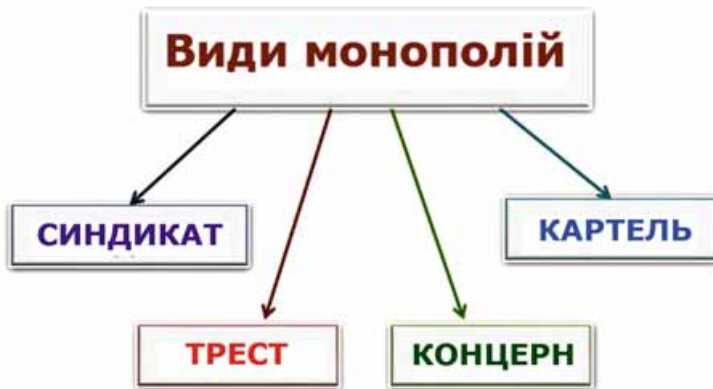 Види монополій
СИНДИКАТ
КАРТЕЛЬ
ТРЕСТ
КОНЦЕРН